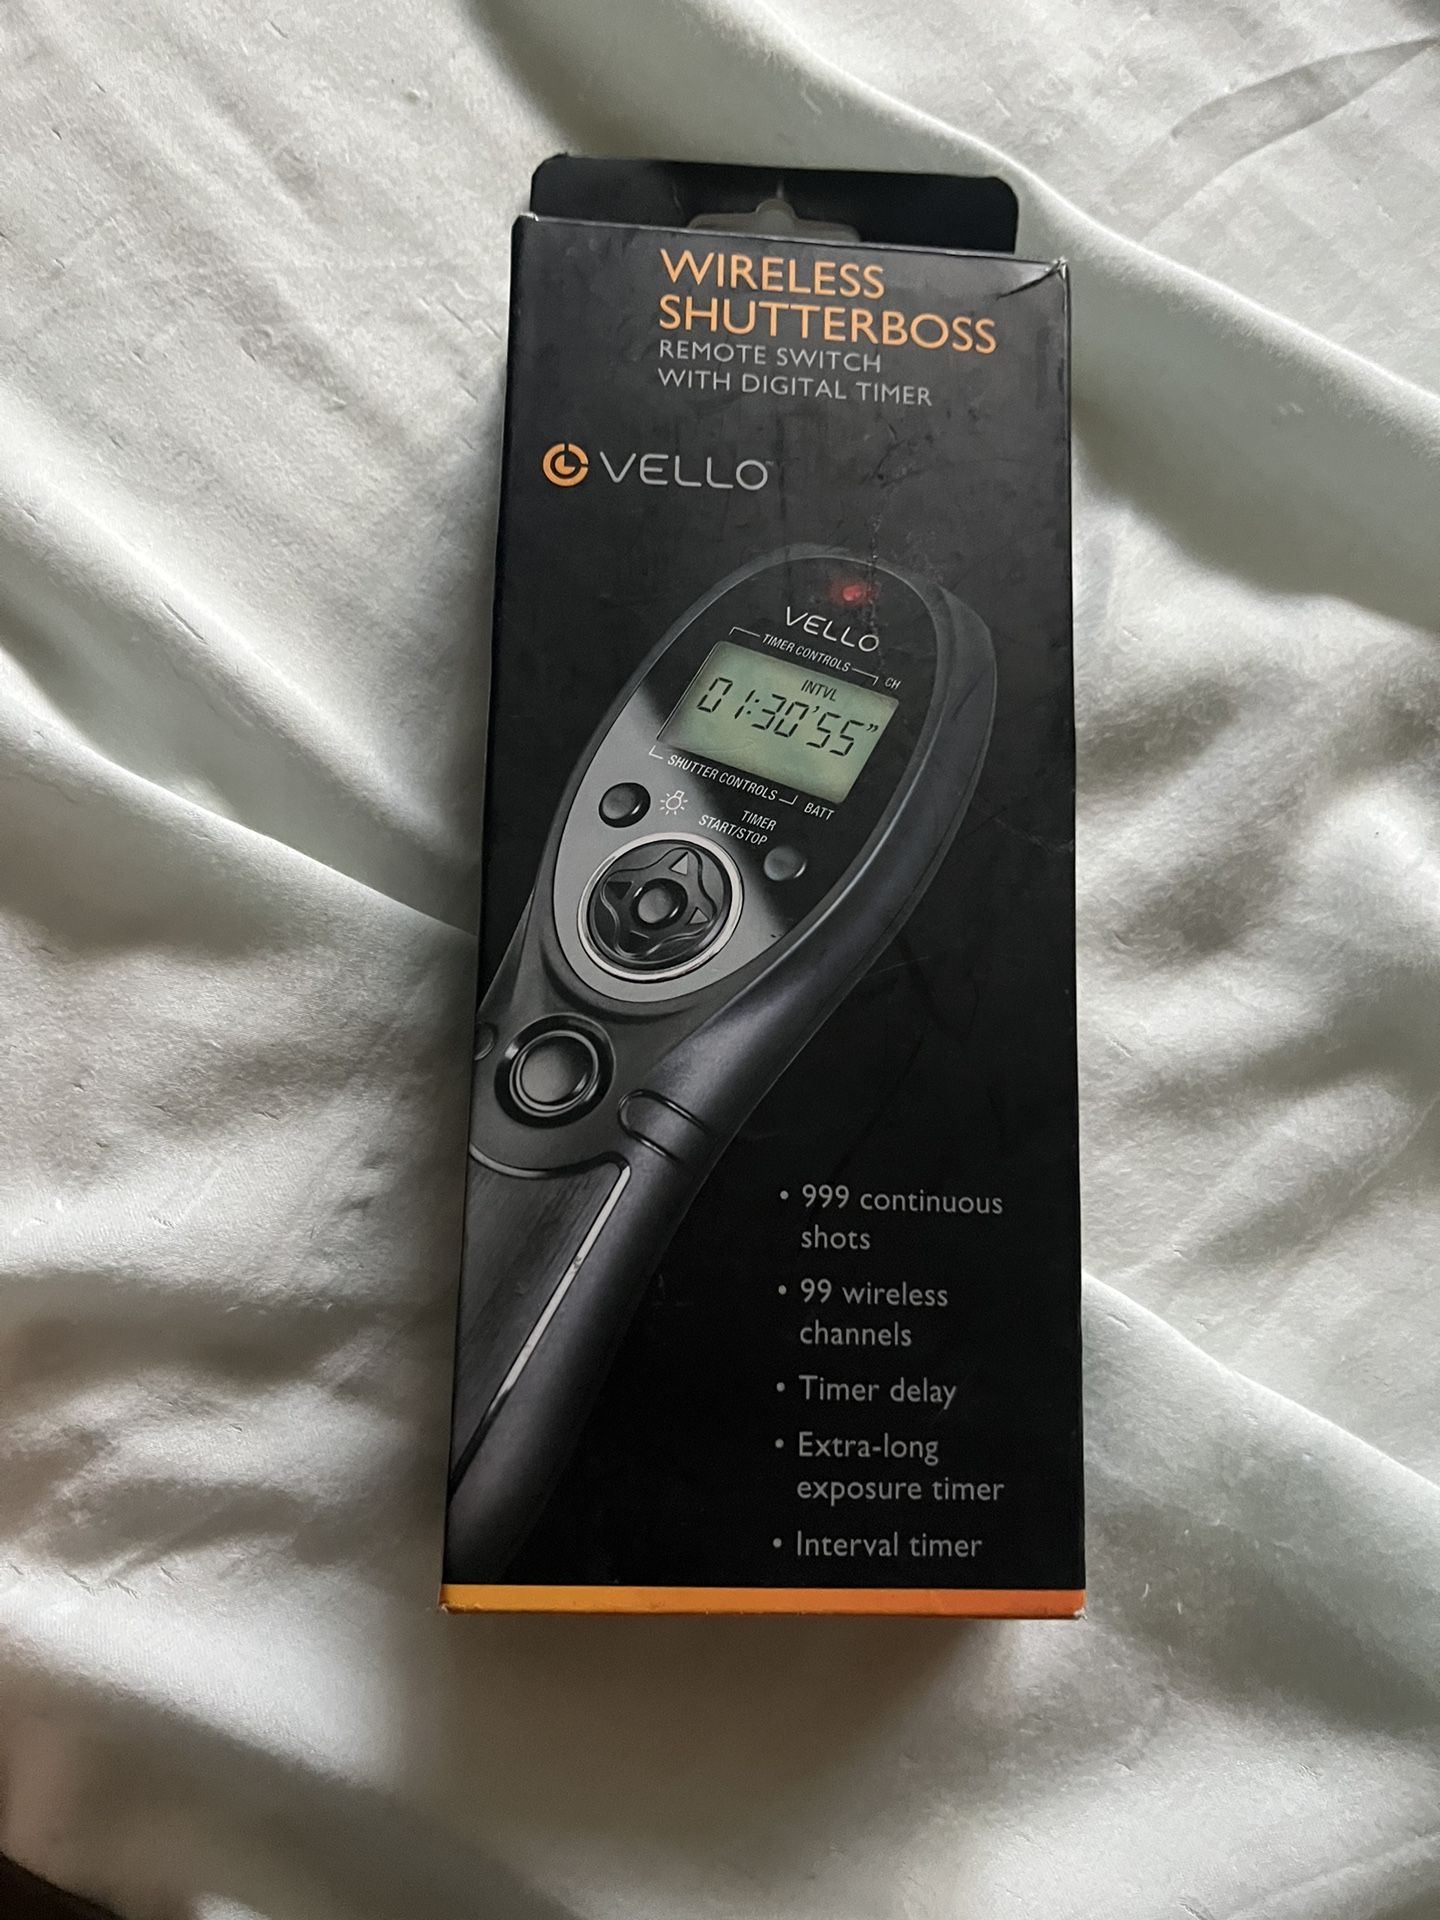 WIRELESS
SHUTTERBOSS
REMOTE SWITCH
WITH DIGITAL TIMER
VELLO™
VELLO
TIMER CONTROLS
CH
INTVL
01:30'55"
SHUTTER CONTROLS
BATT
TIMER
START/STOP
• 999 continuous
shots
• 99 wireless
channels
• Timer delay
• Extra-long
exposure timer
• Interval timer